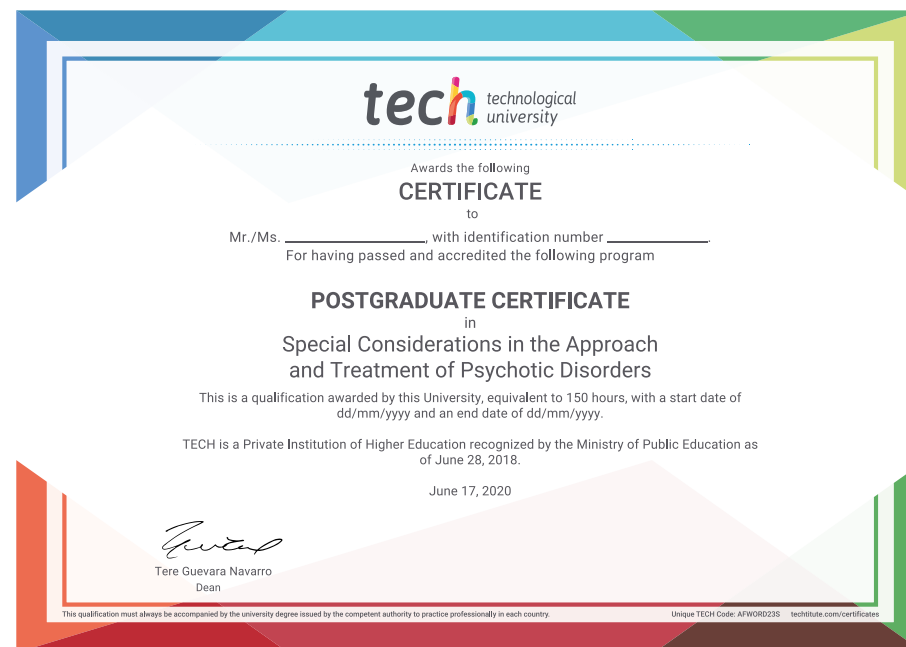 tech technological
university
Awards the following
CERTIFICATE
to
Mr./Ms. ____________________, with identification number ______________.
For having passed and accredited the following program
POSTGRADUATE CERTIFICATE
in
Special Considerations in the Approach
and Treatment of Psychotic Disorders
This is a qualification awarded by this University, equivalent to 150 hours, with a start date of
dd/mm/yyyy and an end date of dd/mm/yyyy.
TECH is a Private Institution of Higher Education recognized by the Ministry of Public Education as
of June 28, 2018.
June 17, 2020
Tere Guevara Navarro
Dean
This qualification must always be accompanied by the university degree issued by the competent authority to practice professionally in each country. Unique TECH Code: AFWORD23S techtitute.com/certificates